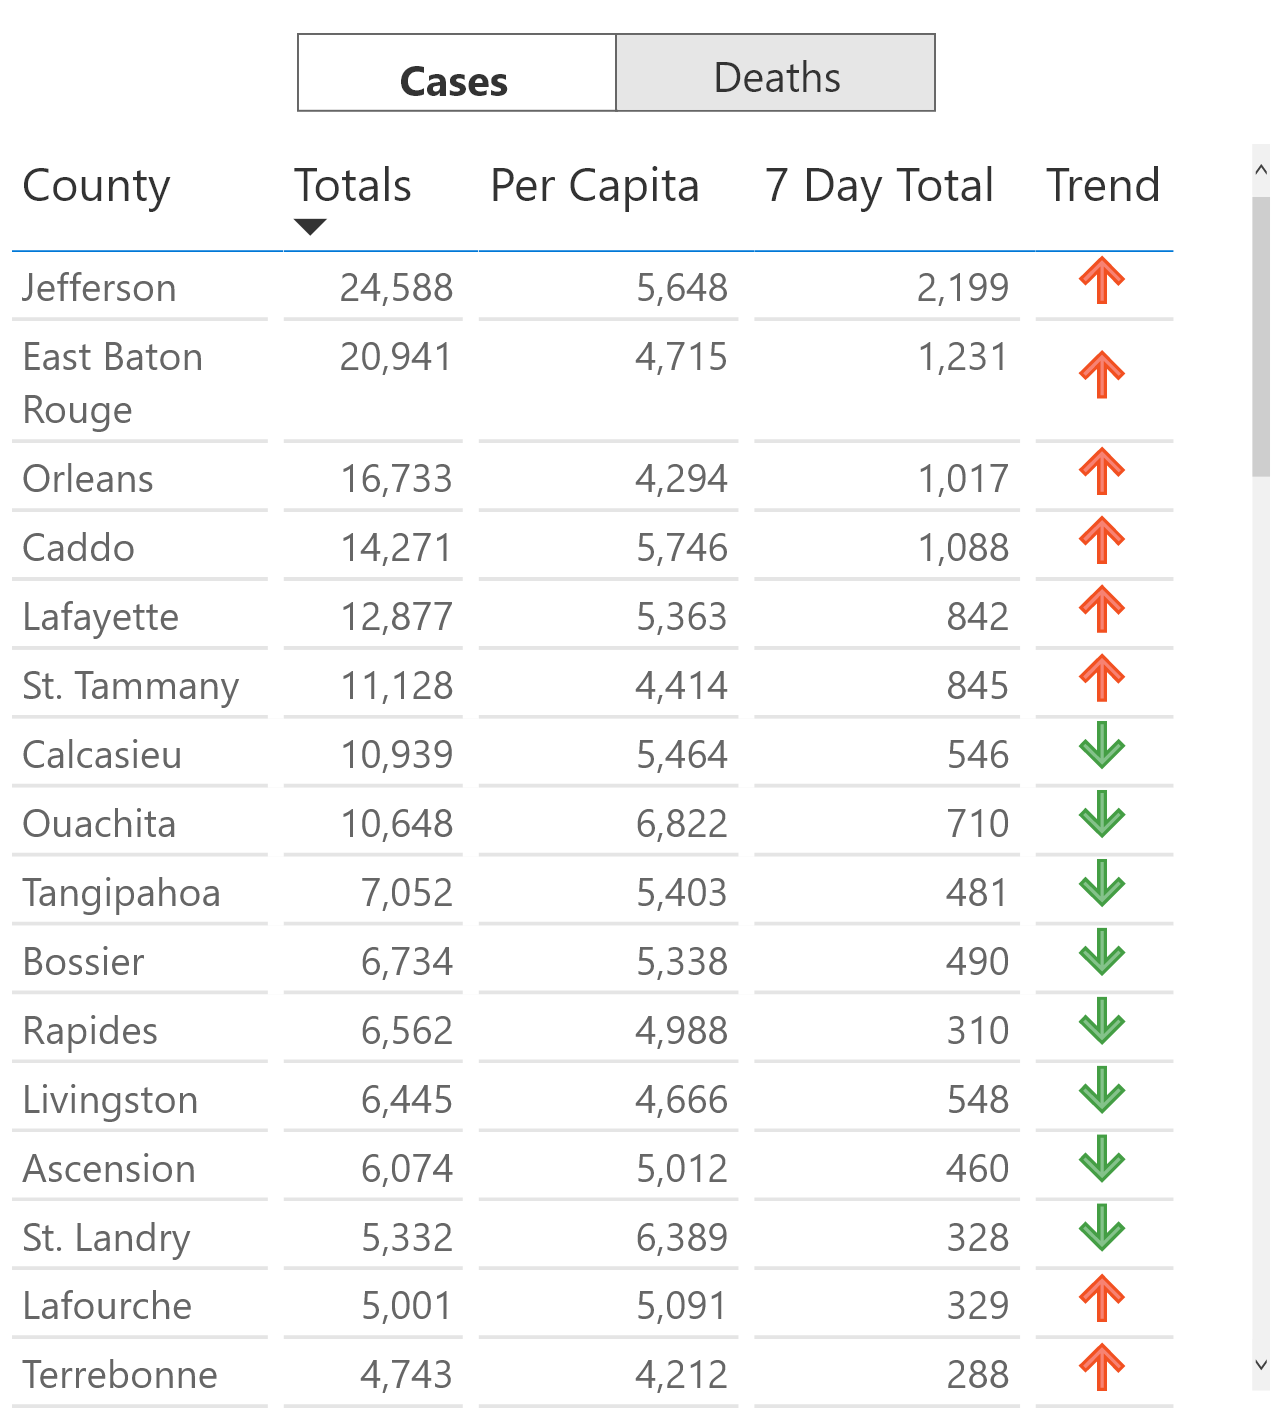 Cases Deaths
County Totals Per Capita 7 Day Total Trend
Jefferson 24,588 5,648 2,199
East Baton 20,941 4,715 1,231
Rouge
Orleans 16,733 4,294 1,017
Caddo 14,271 5,746 1,088
Lafayette 12,877 5,363 842
St. Tammany 11,128 4,414 845
Calcasieu 10,939 5,464 546
Ouachita 10,648 6,822 710
Tangipahoa 7,052 5,403 481
Bossier 6,734 5,338 490
Rapides 6,562 4,988 310
Livingston 6,445 4,666 548
Ascension 6,074 5,012 460
St. Landry 5,332 6,389 328
Lafourche 5,001 5,091 329
Terrebonne 4,743 4,212 288